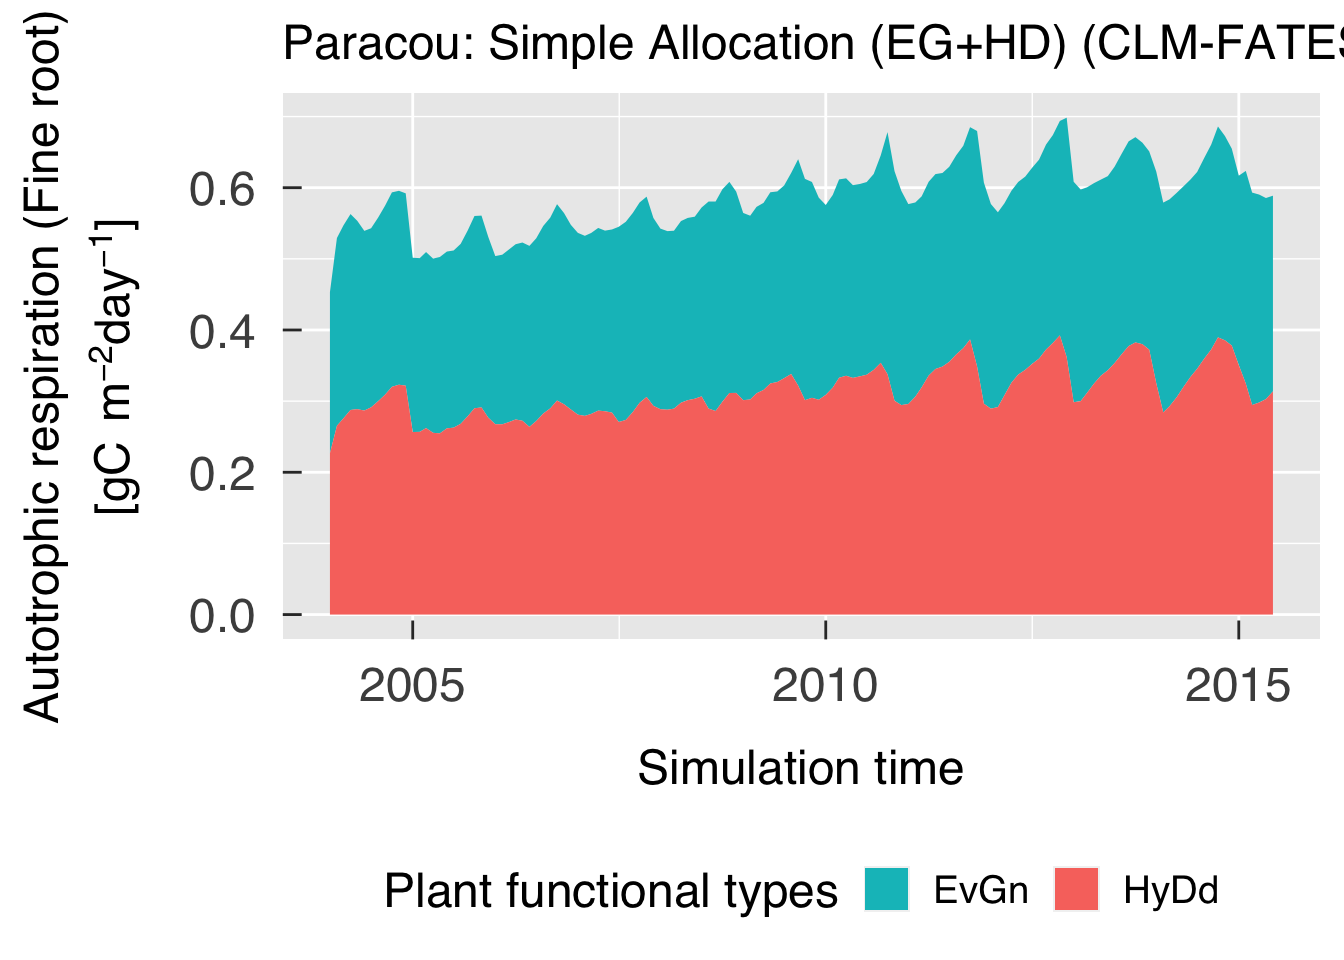 Paracou: Simple Allocation (EG+HD) (CLM-FATES
Autotrophic respiration (Fine root)
[gC m⁻²day⁻¹]
0.6
0.4
0.2
0.0
2005 2010 2015
Simulation time
Plant functional types EvGn HyDd